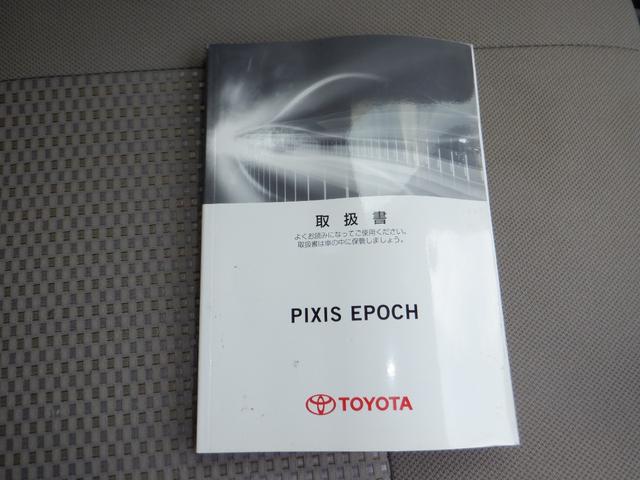 取扱書
よくお読みになってご使用ください。
取扱書は車の中に保管しましょう。
PIXIS EPOCH
TOYOTA